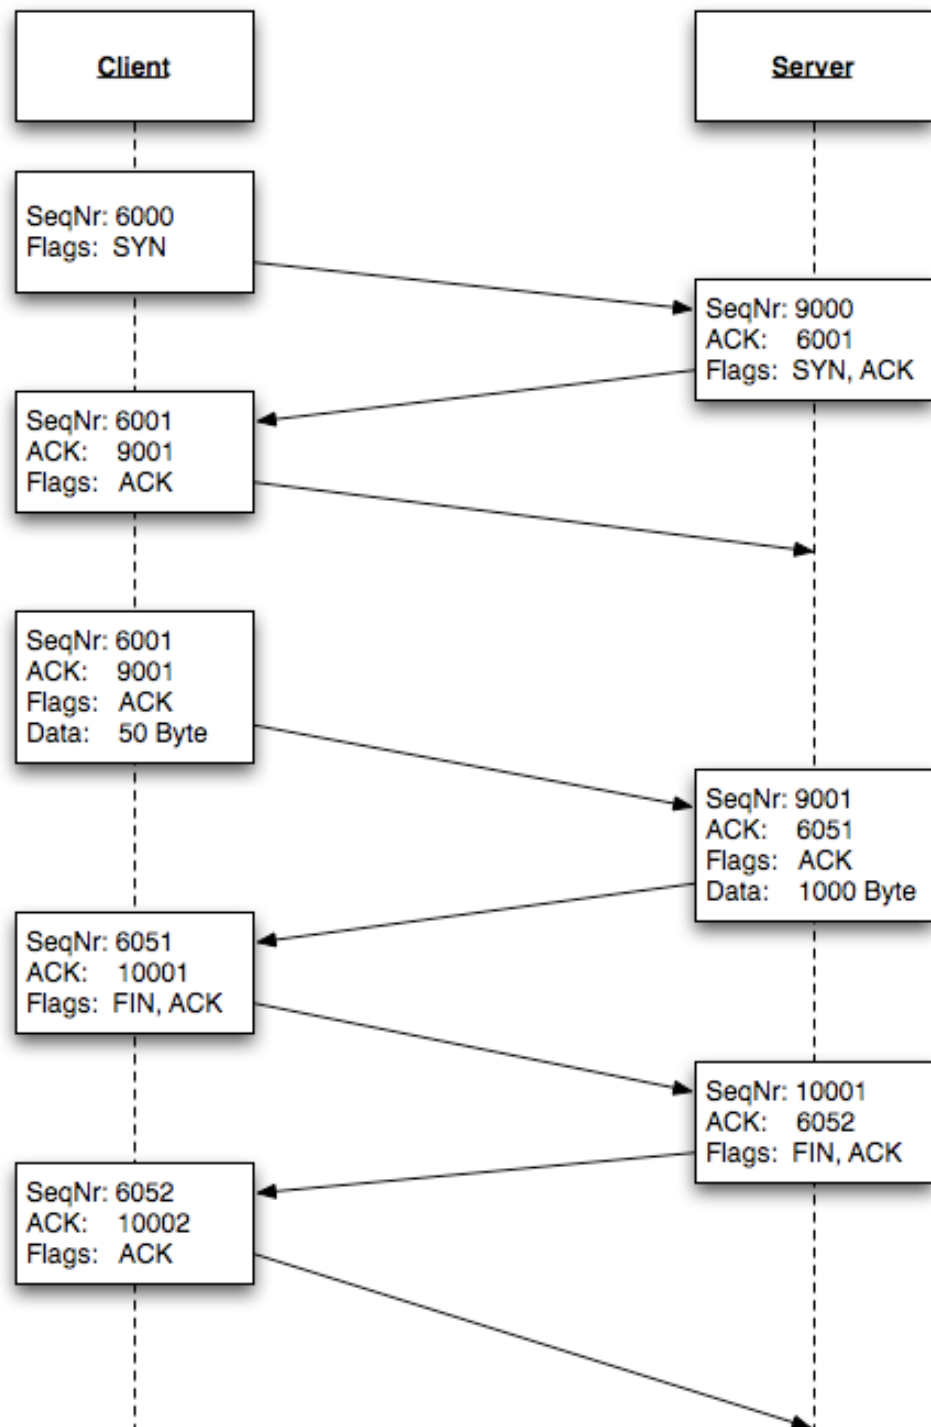 Client
Server
SeqNr: 6000
Flags: SYN
SeqNr: 9000
ACK: 6001
Flags: SYN, ACK
SeqNr: 6001
ACK: 9001
Flags: ACK
SeqNr: 6001
ACK: 9001
Flags: ACK
Data: 50 Byte
SeqNr: 9001
ACK: 6051
Flags: ACK
Data: 1000 Byte
SeqNr: 6051
ACK: 10001
Flags: FIN, ACK
SeqNr: 10001
ACK: 6052
Flags: FIN, ACK
SeqNr: 6052
ACK: 10002
Flags: ACK